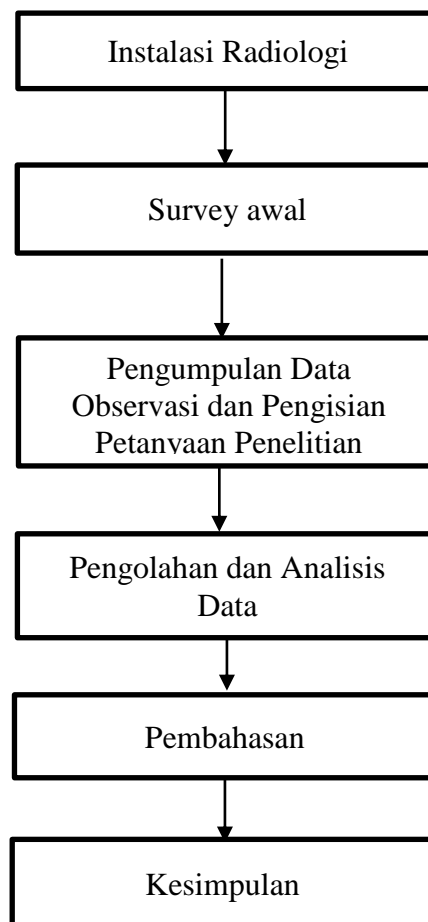 Instalasi Radiologi
Survey awal
Pengumpulan Data
Observasi dan Pengisian
Petanyaan Penelitian
Pengolahan dan Analisis
Data
Pembahasan
Kesimpulan